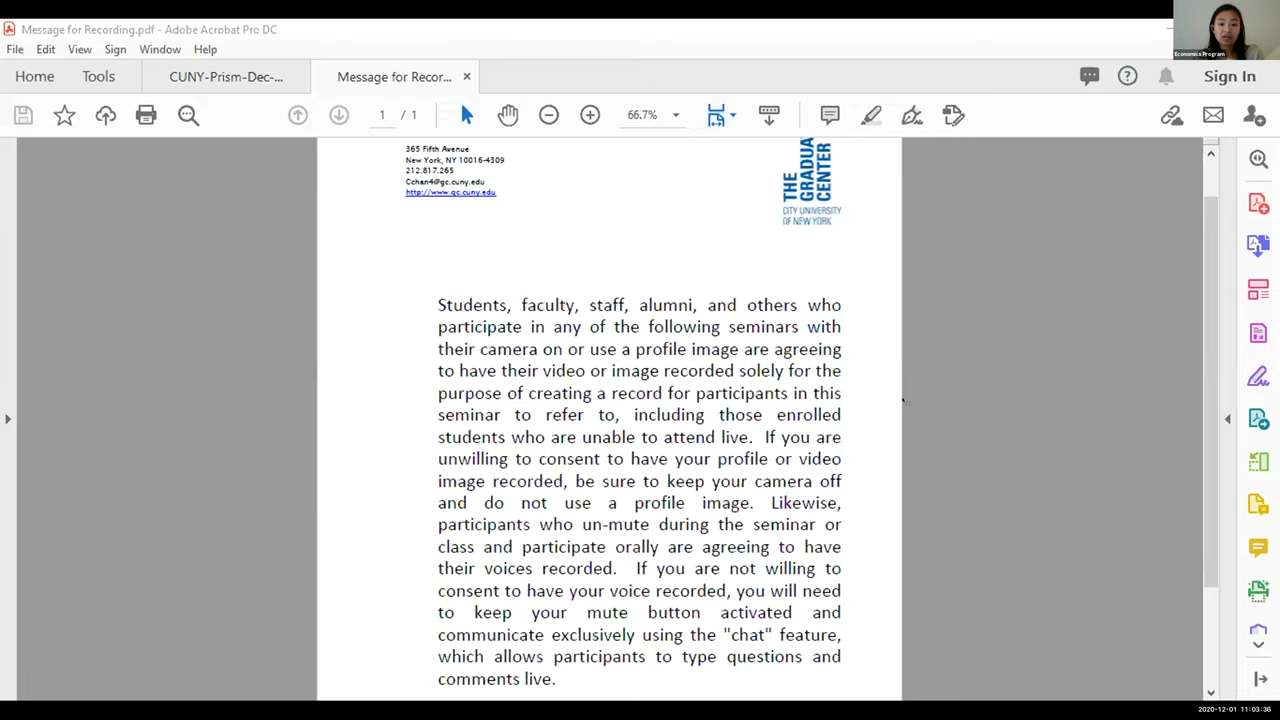 Message for Recording.pdf - Adobe Acrobat Pro DC
Economics Program
File Edit View Sign Window Help
Home Tools CUNY-Prism-Dec-... Message for Recor... × Sign In
1 / 1 66.7%
365 Fifth Avenue
New York, NY 10016-4309
212.817.265
Cchan4@gc.cuny.edu
http://www.gc.cuny.edu
THE
GRADUA
CENTER
CITY UNIVERSITY
OF NEW YORK
Students, faculty, staff, alumni, and others who
participate in any of the following seminars with
their camera on or use a profile image are agreeing
to have their video or image recorded solely for the
purpose of creating a record for participants in this
seminar to refer to, including those enrolled
students who are unable to attend live. If you are
unwilling to consent to have your profile or video
image recorded, be sure to keep your camera off
and do not use a profile image. Likewise,
participants who un-mute during the seminar or
class and participate orally are agreeing to have
their voices recorded. If you are not willing to
consent to have your voice recorded, you will need
to keep your mute button activated and
communicate exclusively using the "chat" feature,
which allows participants to type questions and
comments live.
2020-12-01 11:03:36